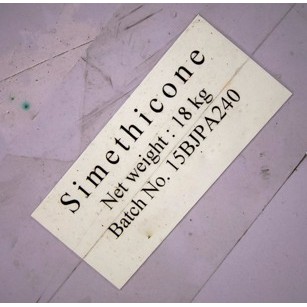 Simethicone
Net weight : 18 kg
Batch No. 15BJPA240